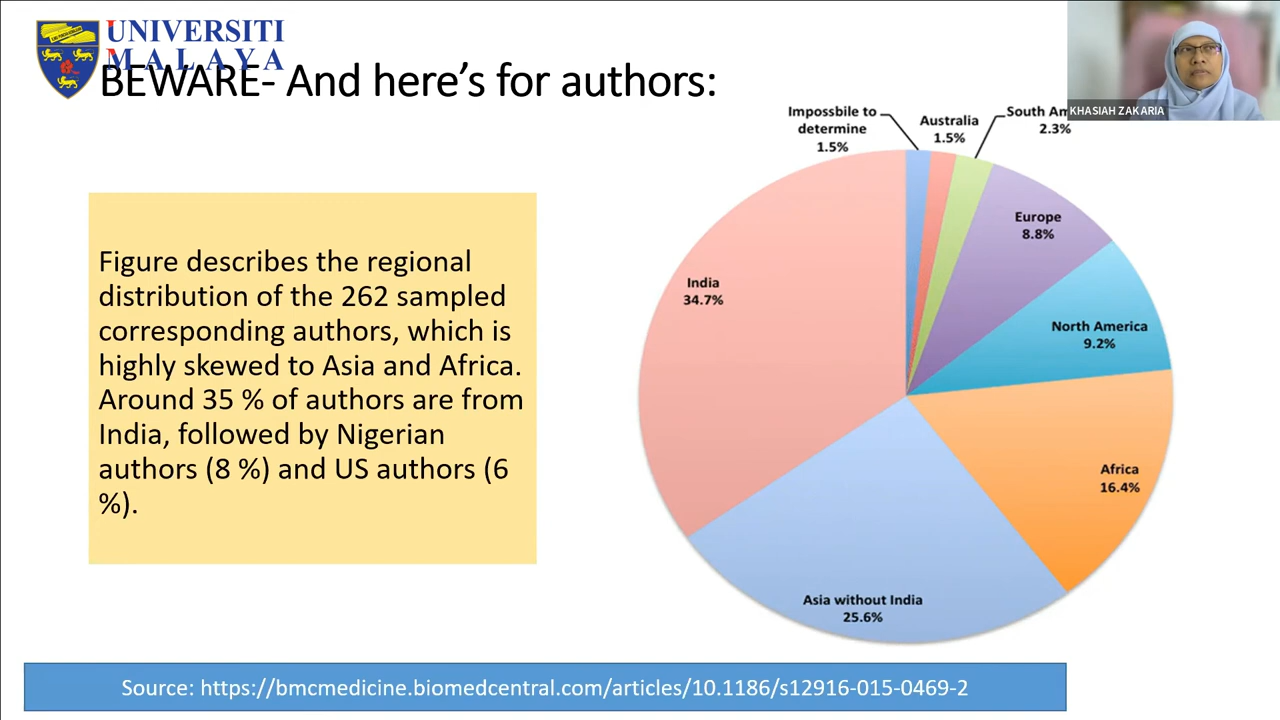 UNIVERSITI
MALAYA
BEWARE- And here's for authors:
KHASIAH ZAKARIA
Impossbile to
determine
1.5%
Australia
1.5%
South Am
2.3%
Europe
8.8%
North America
9.2%
Africa
16.4%
Asia without India
25.6%
India
34.7%
Figure describes the regional
distribution of the 262 sampled
corresponding authors, which is
highly skewed to Asia and Africa.
Around 35 % of authors are from
India, followed by Nigerian
authors (8 %) and US authors (6
%).
Source: https://bmcmedicine.biomedcentral.com/articles/10.1186/s12916-015-0469-2